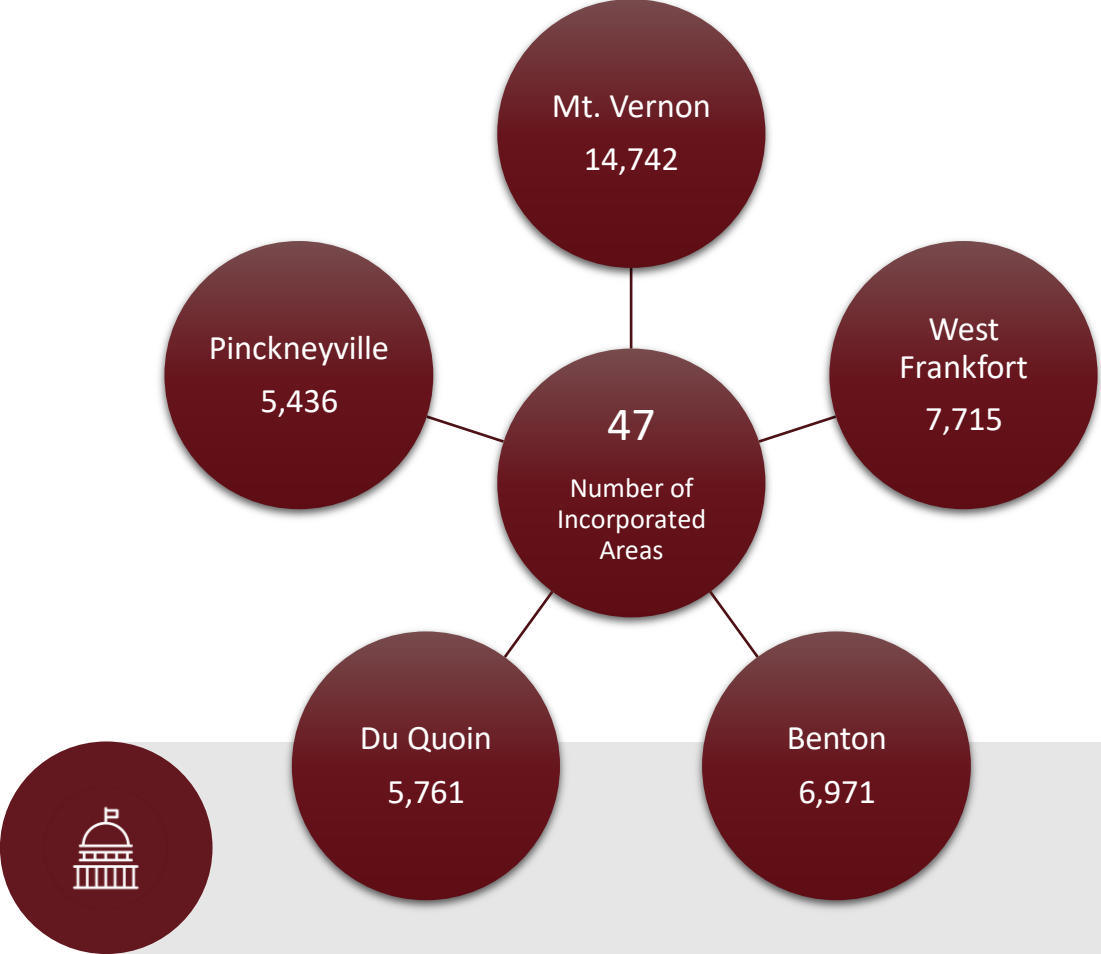 Mt. Vernon
14,742
Pinckneyville
5,436
West
Frankfort
7,715
47
Number of
Incorporated
Areas
Du Quoin
5,761
Benton
6,971